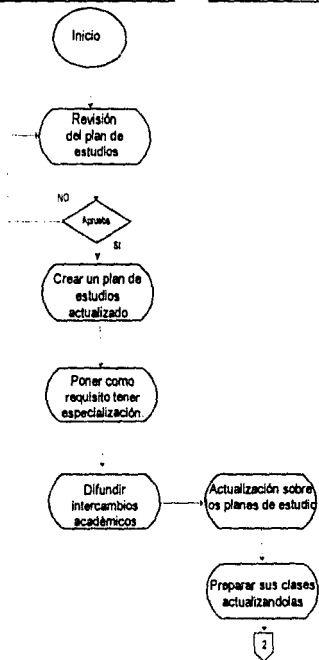 Inicio
Revisión
del plan de
estudios
NO
Aprueba
SI
Crear un plan de
estudios
actualizado
Poner como
requisito tener
especialización.
Difundir
intercambios
académicos
Actualización sobre
os planes de estudio
Preparar sus clases
actualizandolas
2